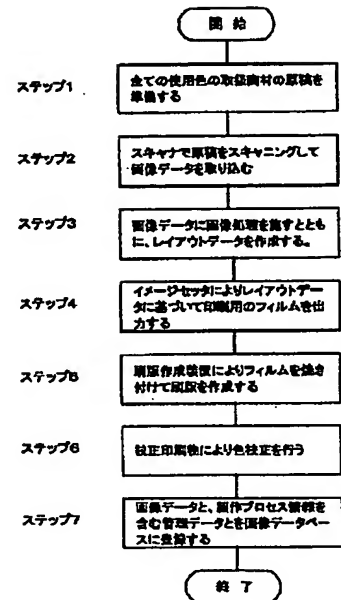 開 始
ステップ1
全ての使用色の取扱商材の原稿を
準備する
ステップ2
スキャナで原稿をスキャニングして
画像データを取り込む
ステップ3
画像データに画像処理を施すととも
に、レイアウトデータを作成する。
ステップ4
イメージセッタによりレイアウトデー
タに基づいて印刷用のフィルムを出
力する
ステップ5
刷版作成装置によりフィルムを焼き
付けて刷版を作成する
ステップ6
校正印刷物により色校正を行う
ステップ7
画像データと、製作プロセス情報を
含む管理データとを画像データベー
スに登録する
終 了